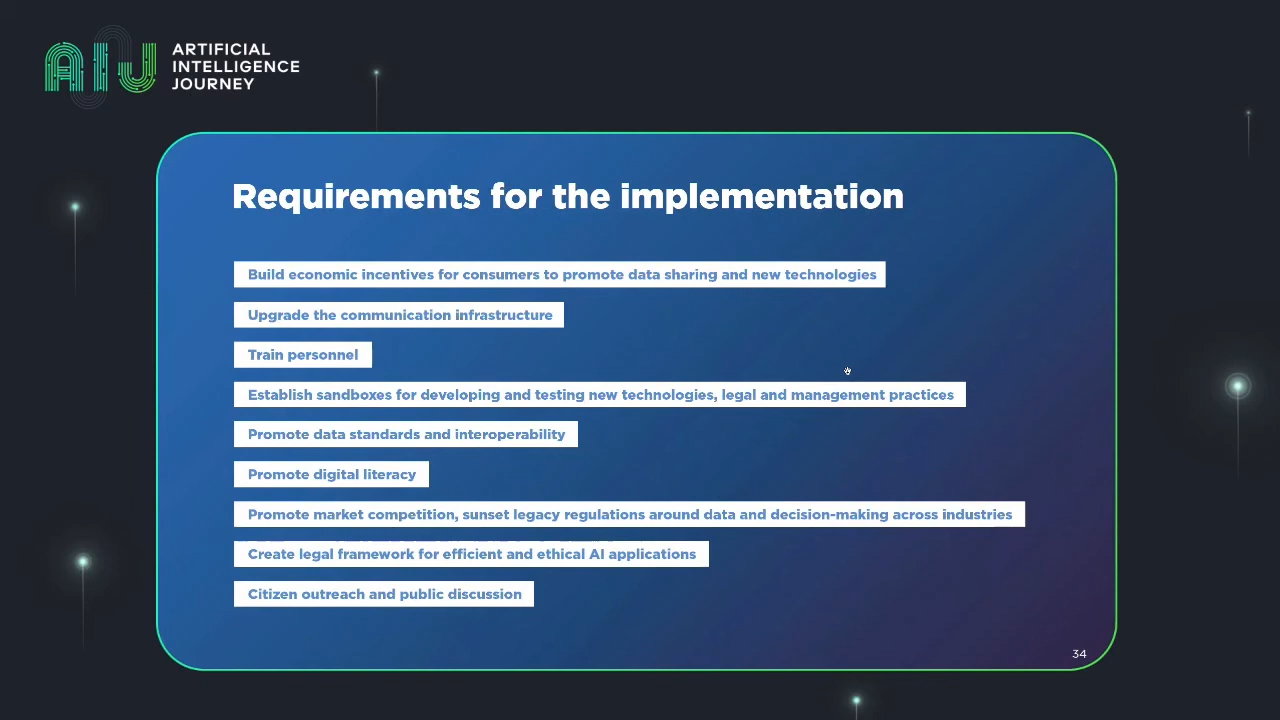 AIJ
ARTIFICIAL
INTELLIGENCE
JOURNEY
Requirements for the implementation
Build economic incentives for consumers to promote data sharing and new technologies
Upgrade the communication infrastructure
Train personnel
Establish sandboxes for developing and testing new technologies, legal and management practices
Promote data standards and interoperability
Promote digital literacy
Promote market competition, sunset legacy regulations around data and decision-making across industries
Create legal framework for efficient and ethical AI applications
Citizen outreach and public discussion
34